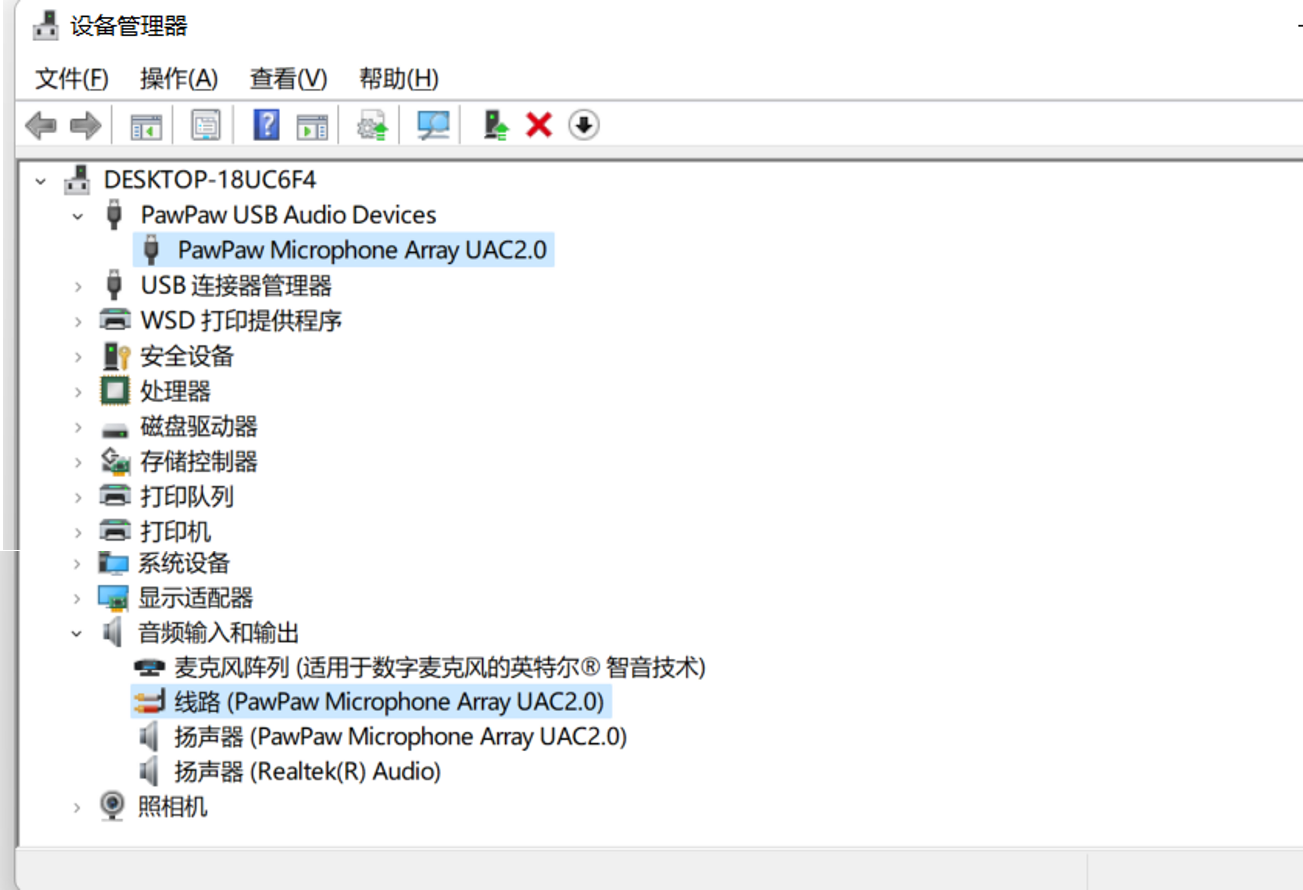 设备管理器
文件(F) 操作(A) 查看(V) 帮助(H)
DESKTOP-18UC6F4
PawPaw USB Audio Devices
PawPaw Microphone Array UAC2.0
USB 连接器管理器
WSD 打印提供程序
安全设备
处理器
磁盘驱动器
存储控制器
打印队列
打印机
系统设备
显示适配器
音频输入和输出
麦克风阵列 (适用于数字麦克风的英特尔® 智音技术)
线路 (PawPaw Microphone Array UAC2.0)
扬声器 (PawPaw Microphone Array UAC2.0)
扬声器 (Realtek(R) Audio)
照相机